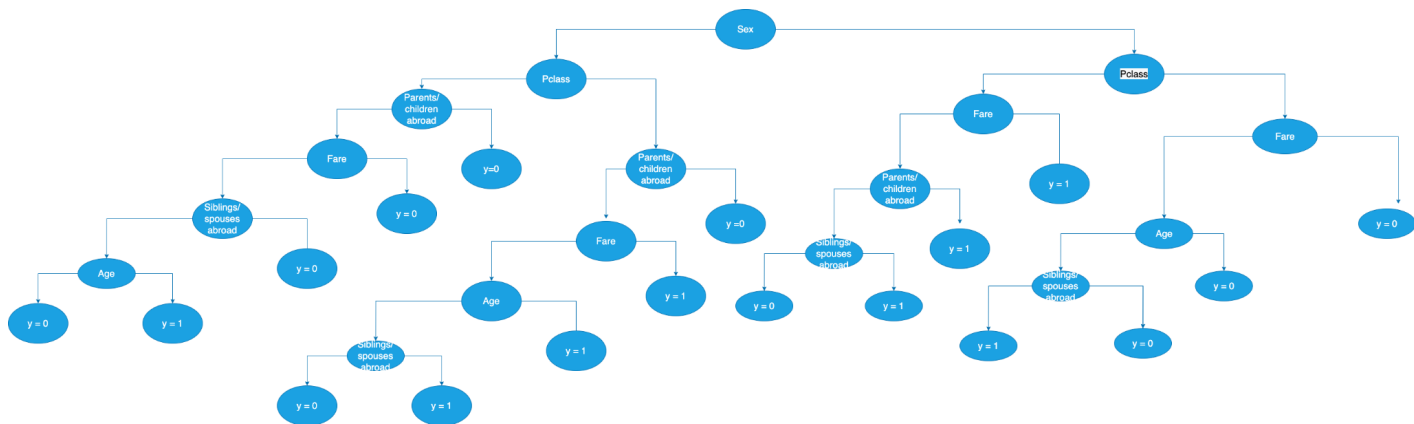 Sex
Pclass
Pclass
Parents/
children
abroad
Fare
Fare
Fare
y=0
Parents/
children
abroad
Parents/
children
abroad
y = 1
Siblings/
spouses
abroad
y = 0
y =0
y = 0
Age
Fare
y = 1
Siblings/
spouses
abroad
Age
y = 0
y = 1
y = 0
Siblings/
spouses
abroad
y = 0
Age
y = 0
y = 1
y = 0
y = 1
y = 1
y = 1
y = 0
Siblings/
spouses
abroad
y = 0
y = 1